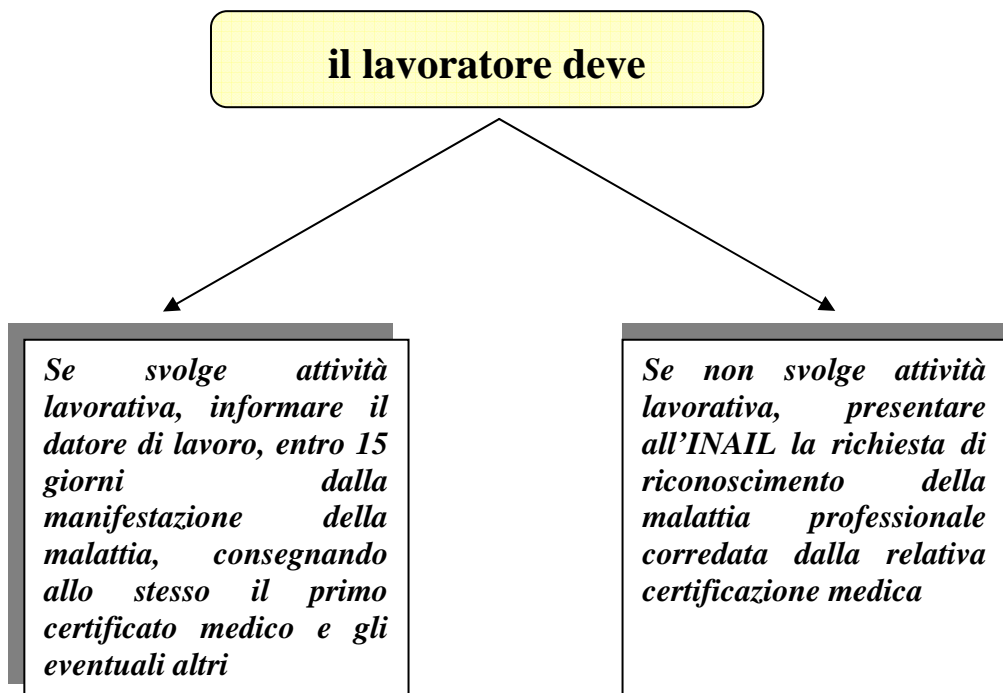 il lavoratore deve
Se svolge attività
lavorativa, informare il
datore di lavoro, entro 15
giorni dalla
manifestazione della
malattia, consegnando
allo stesso il primo
certificato medico e gli
eventuali altri
Se non svolge attività
lavorativa, presentare
all’INAIL la richiesta di
riconoscimento della
malattia professionale
corredata dalla relativa
certificazione medica